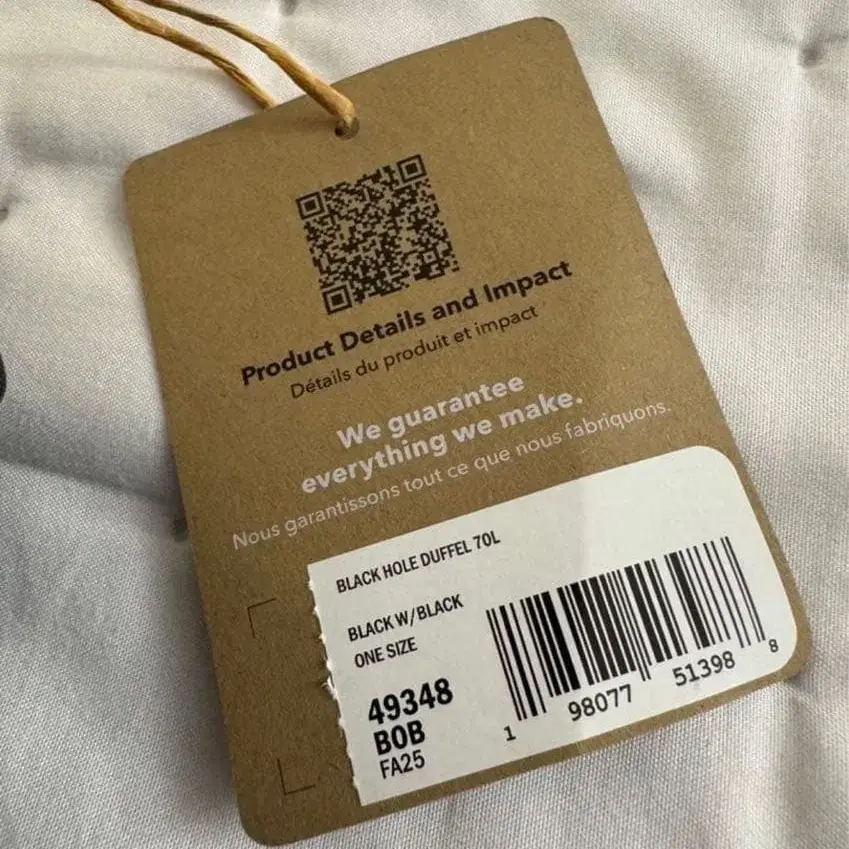 Product Details and Impact
Détails du produit et impact
We guarantee
everything we make.
Nous garantissons tout ce que nous fabriquons.
BLACK HOLE DUFFEL 70L
BLACK W/BLACK
ONE SIZE
49348
BOB
FA25
1 98077 51398 8